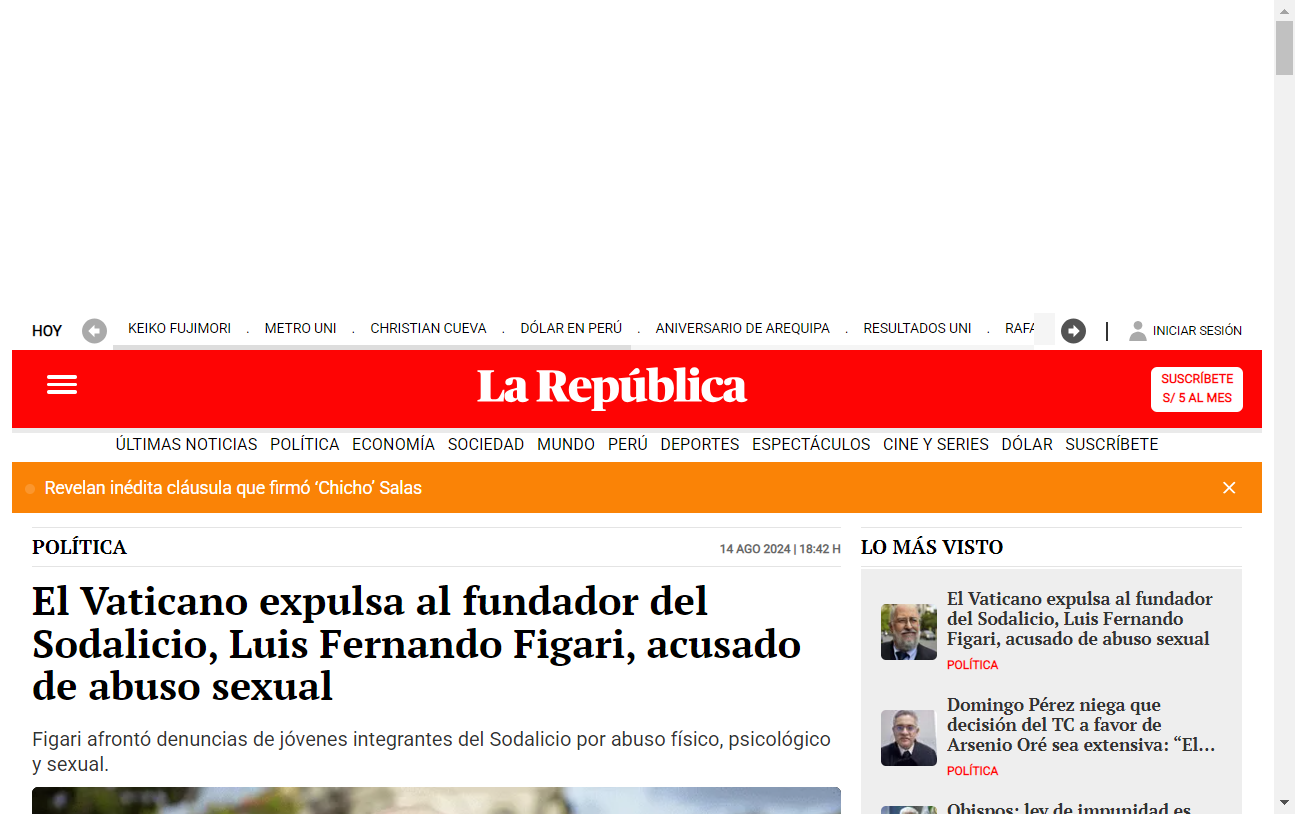 HOY
KEIKO FUJIMORI . METRO UNI . CHRISTIAN CUEVA . DÓLAR EN PERÚ . ANIVERSARIO DE AREQUIPA . RESULTADOS UNI . RAFA
INICIAR SESIÓN
La República
SUSCRÍBETE
S/ 5 AL MES
ÚLTIMAS NOTICIAS POLÍTICA ECONOMÍA SOCIEDAD MUNDO PERÚ DEPORTES ESPECTÁCULOS CINE Y SERIES DÓLAR SUSCRÍBETE
Revelan inédita cláusula que firmó ‘Chicho’ Salas
POLÍTICA
14 AGO 2024 | 18:42 H
El Vaticano expulsa al fundador del
Sodalicio, Luis Fernando Figari, acusado
de abuso sexual
Figari afrontó denuncias de jóvenes integrantes del Sodalicio por abuso físico, psicológico
y sexual.
LO MÁS VISTO
El Vaticano expulsa al fundador
del Sodalicio, Luis Fernando
Figari, acusado de abuso sexual
POLÍTICA
Domingo Pérez niega que
decisión del TC a favor de
Arsenio Oré sea extensiva: “El...
POLÍTICA
Obispos: ley de impunidad es